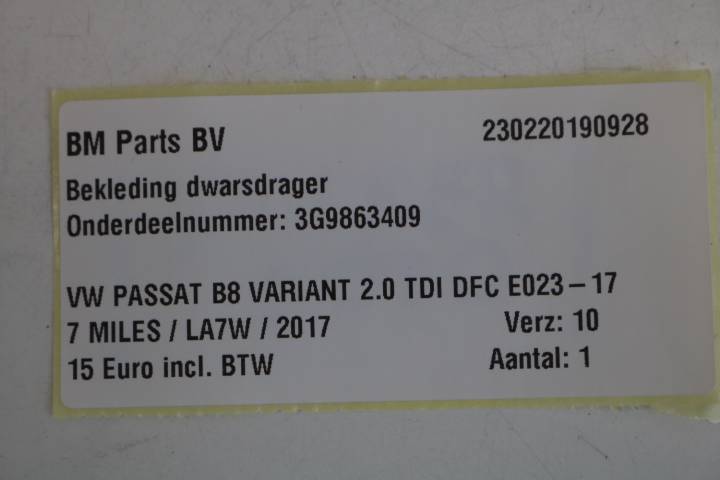 BM Parts BV 230220190928
Bekleding dwarsdrager
Onderdeelnummer: 3G9863409
VW PASSAT B8 VARIANT 2.0 TDI DFC E023-17
7 MILES / LA7W / 2017 Verz: 10
15 Euro incl. BTW Aantal: 1